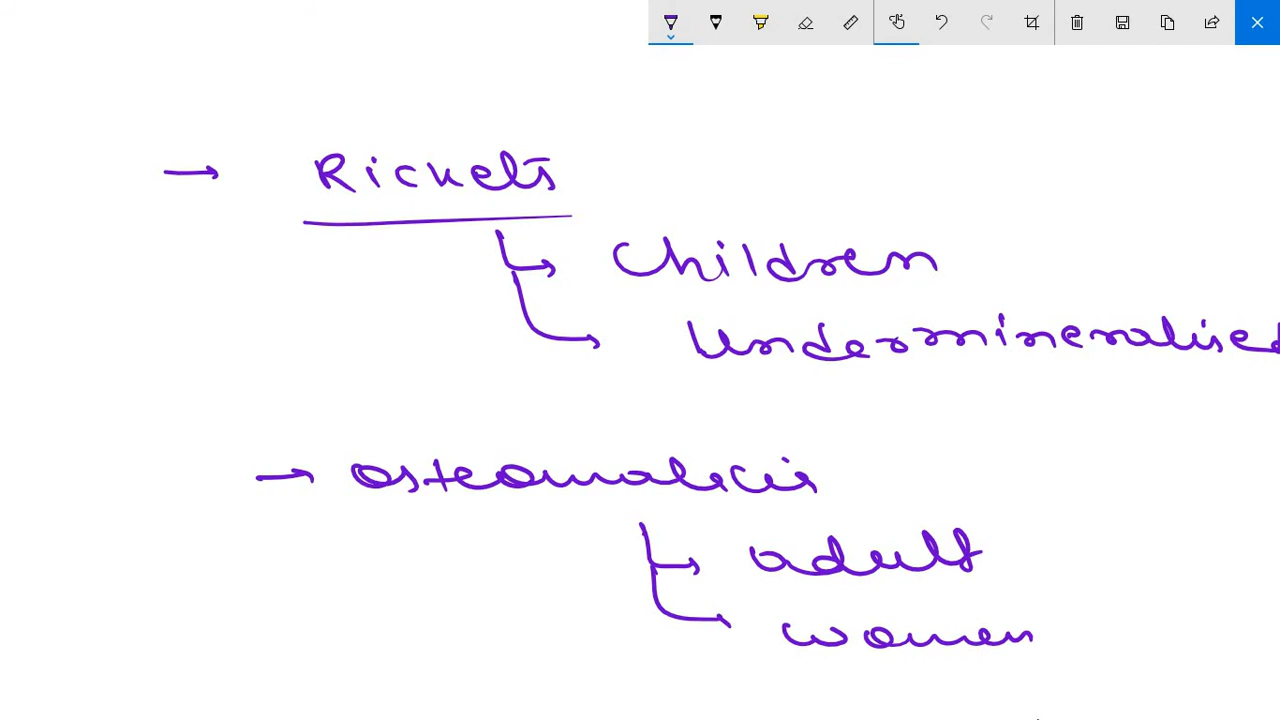 → Rickets
→ Children
→ Undermineralised
→ osteomalacia
→ adult
→ women